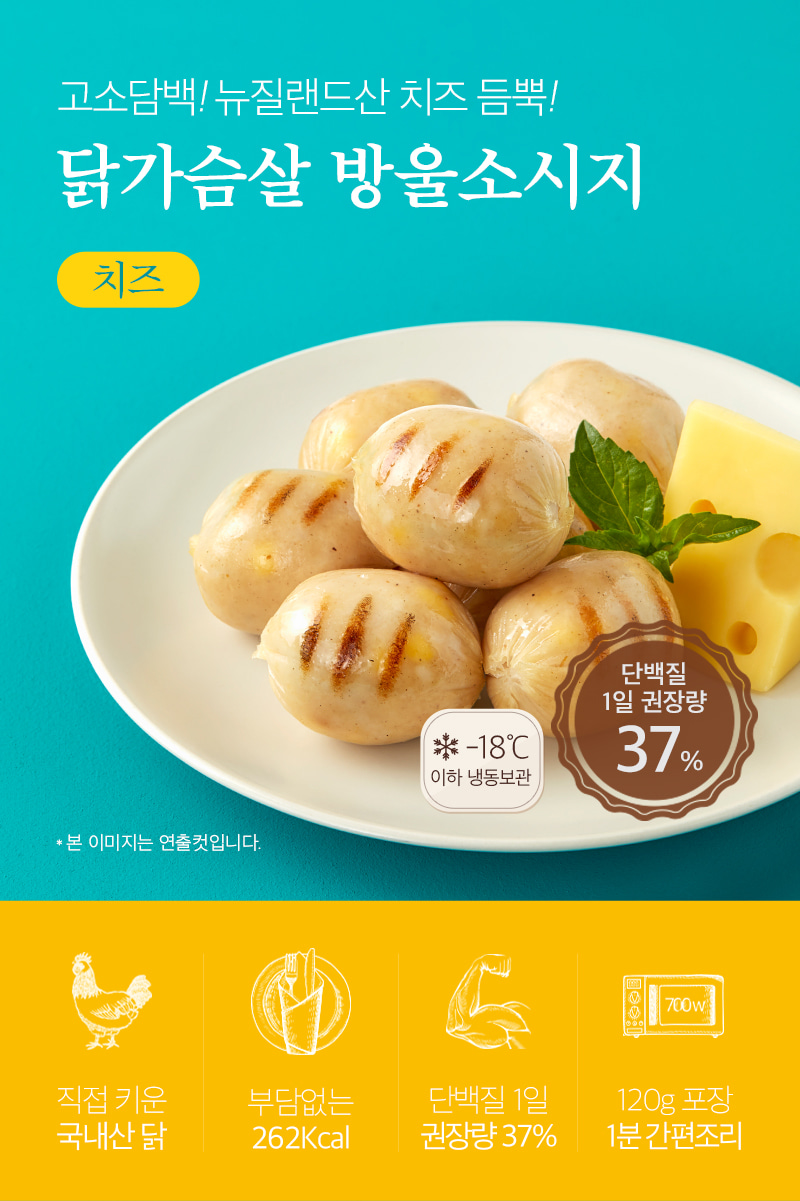 고소담백! 뉴질랜드산 치즈 듬뿍!
닭가슴살 방울소시지
치즈
단백질
1일 권장량
37%
-18℃
이하 냉동보관
* 본 이미지는 연출컷입니다.
700W
직접 키운
국내산 닭
부담없는
262Kcal
단백질 1일
권장량 37%
120g 포장
1분 간편조리